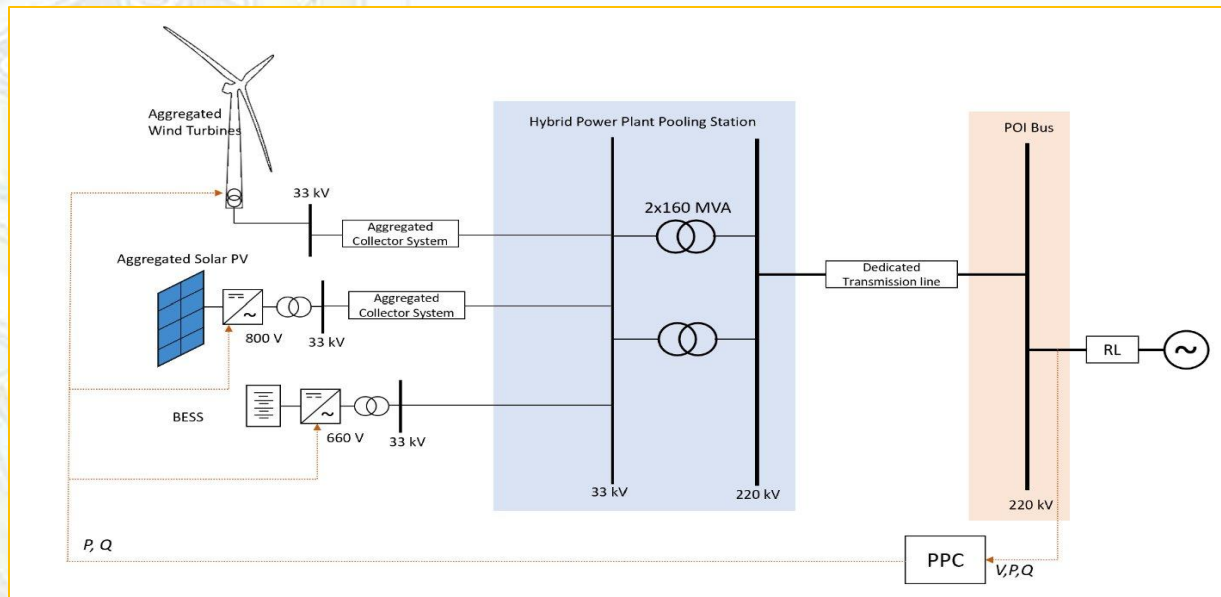 Hybrid Power Plant Pooling Station
POI Bus
Aggregated
Wind Turbines
33 kV
Aggregated
Collector System
2x160 MVA
Aggregated Solar PV
800 V
33 kV
Aggregated
Collector System
Dedicated
Transmission line
RL
BESS
660 V
33 kV
33 kV
220 kV
220 kV
P, Q
PPC
V,P,Q